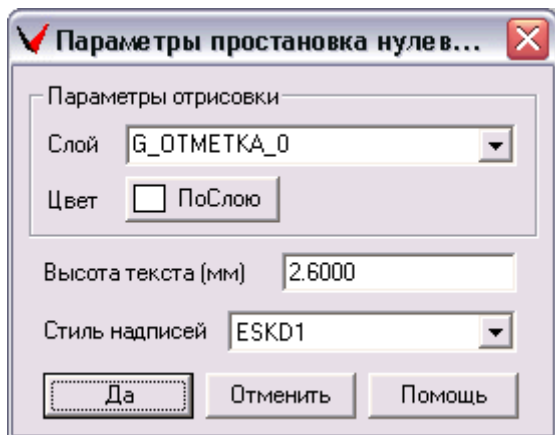 Параметры простановка нулев...
Параметры отрисовки
Слой G_OTMETKA_0
Цвет ПоСлою
Высота текста (мм) 2.6000
Стиль надписей ESKD1
Да Отменить Помощь